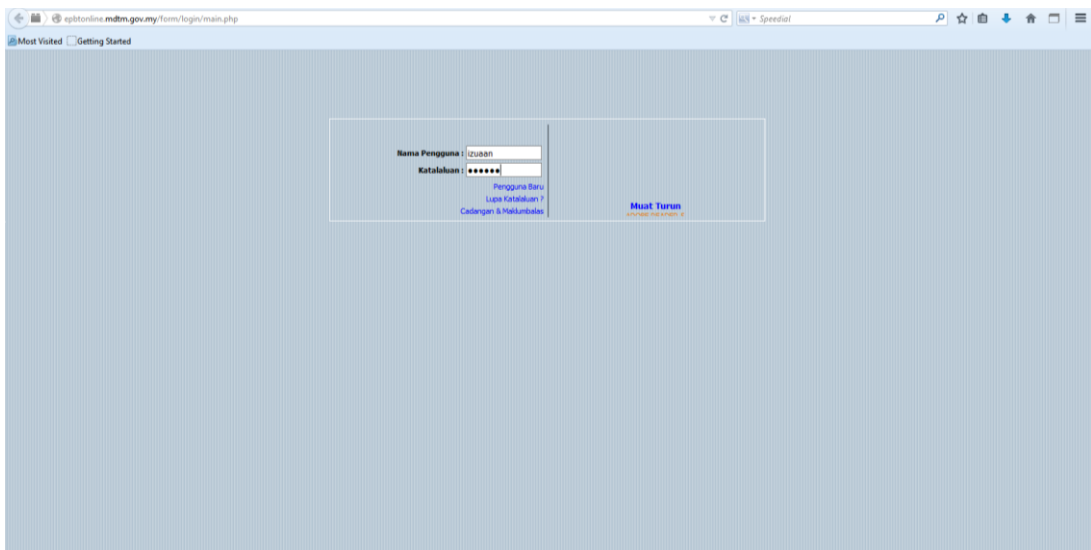 epbtonline.mdtm.gov.my/form/login/main.php
Speedial
Most Visited Getting Started
Nama Pengguna : izuaan
Katalaluan : ••••••
Pengguna Baru
Lupa Katalaluan ?
Cadangan & Maklumbalas
Muat Turun